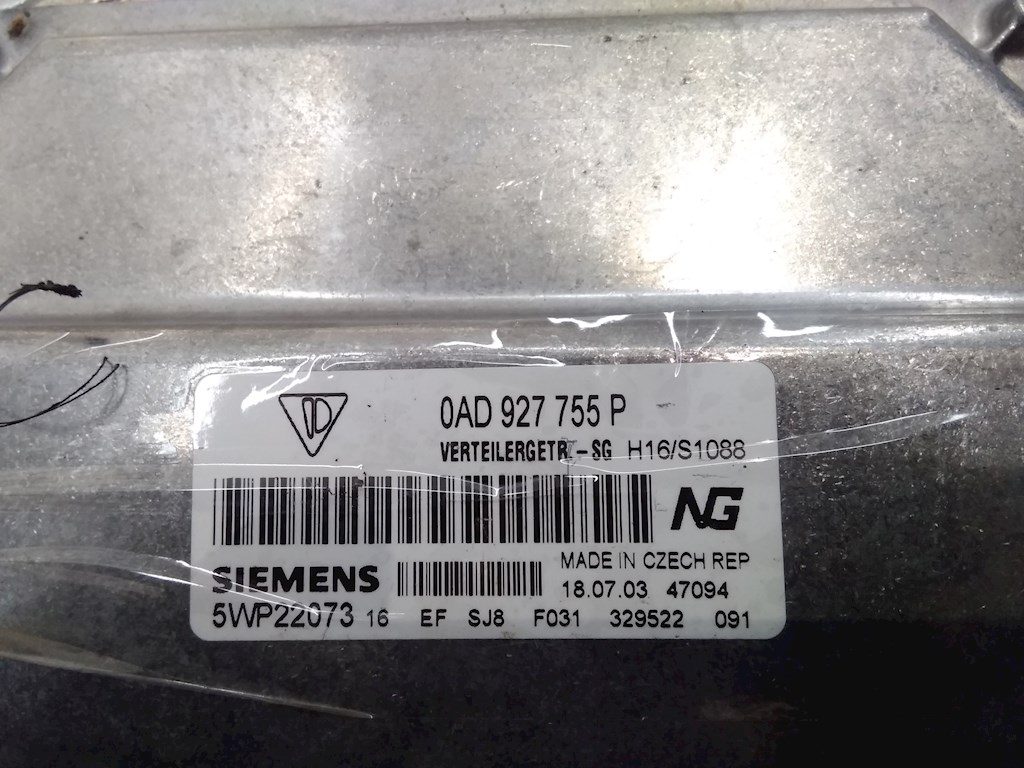 0AD 927 755 P
VERTEILERGETR.-SG H16/S1088
NG
MADE IN CZECH REP
SIEMENS 18.07.03 47094
5WP22073 16 EF SJ8 F031 329522 091